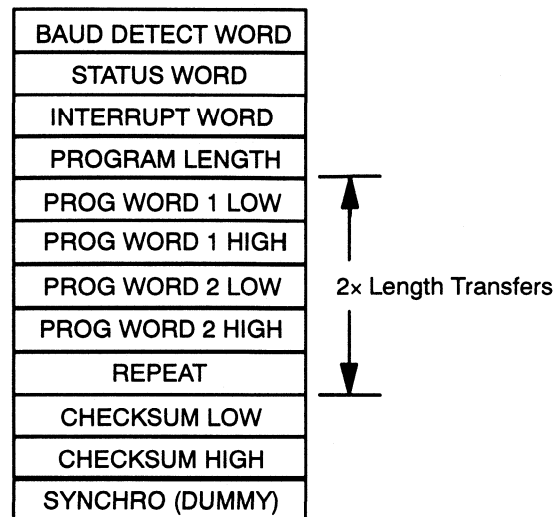 BAUD DETECT WORD
STATUS WORD
INTERRUPT WORD
PROGRAM LENGTH
PROG WORD 1 LOW
PROG WORD 1 HIGH
PROG WORD 2 LOW
2× Length Transfers
PROG WORD 2 HIGH
REPEAT
CHECKSUM LOW
CHECKSUM HIGH
SYNCHRO (DUMMY)